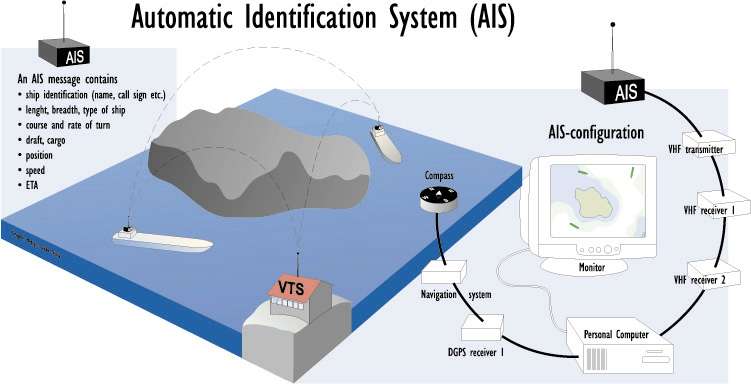 Automatic Identification System (AIS)
AIS
An AIS message contains
• ship identification (name, call sign etc.)
• lenght, breadth, type of ship
• course and rate of turn
• draft, cargo
• position
• speed
• ETA
VTS
AIS
AIS-configuration
VHF transmitter
Compass
VHF receiver 1
Monitor
VHF receiver 2
Navigation system
Personal Computer
DGPS receiver 1